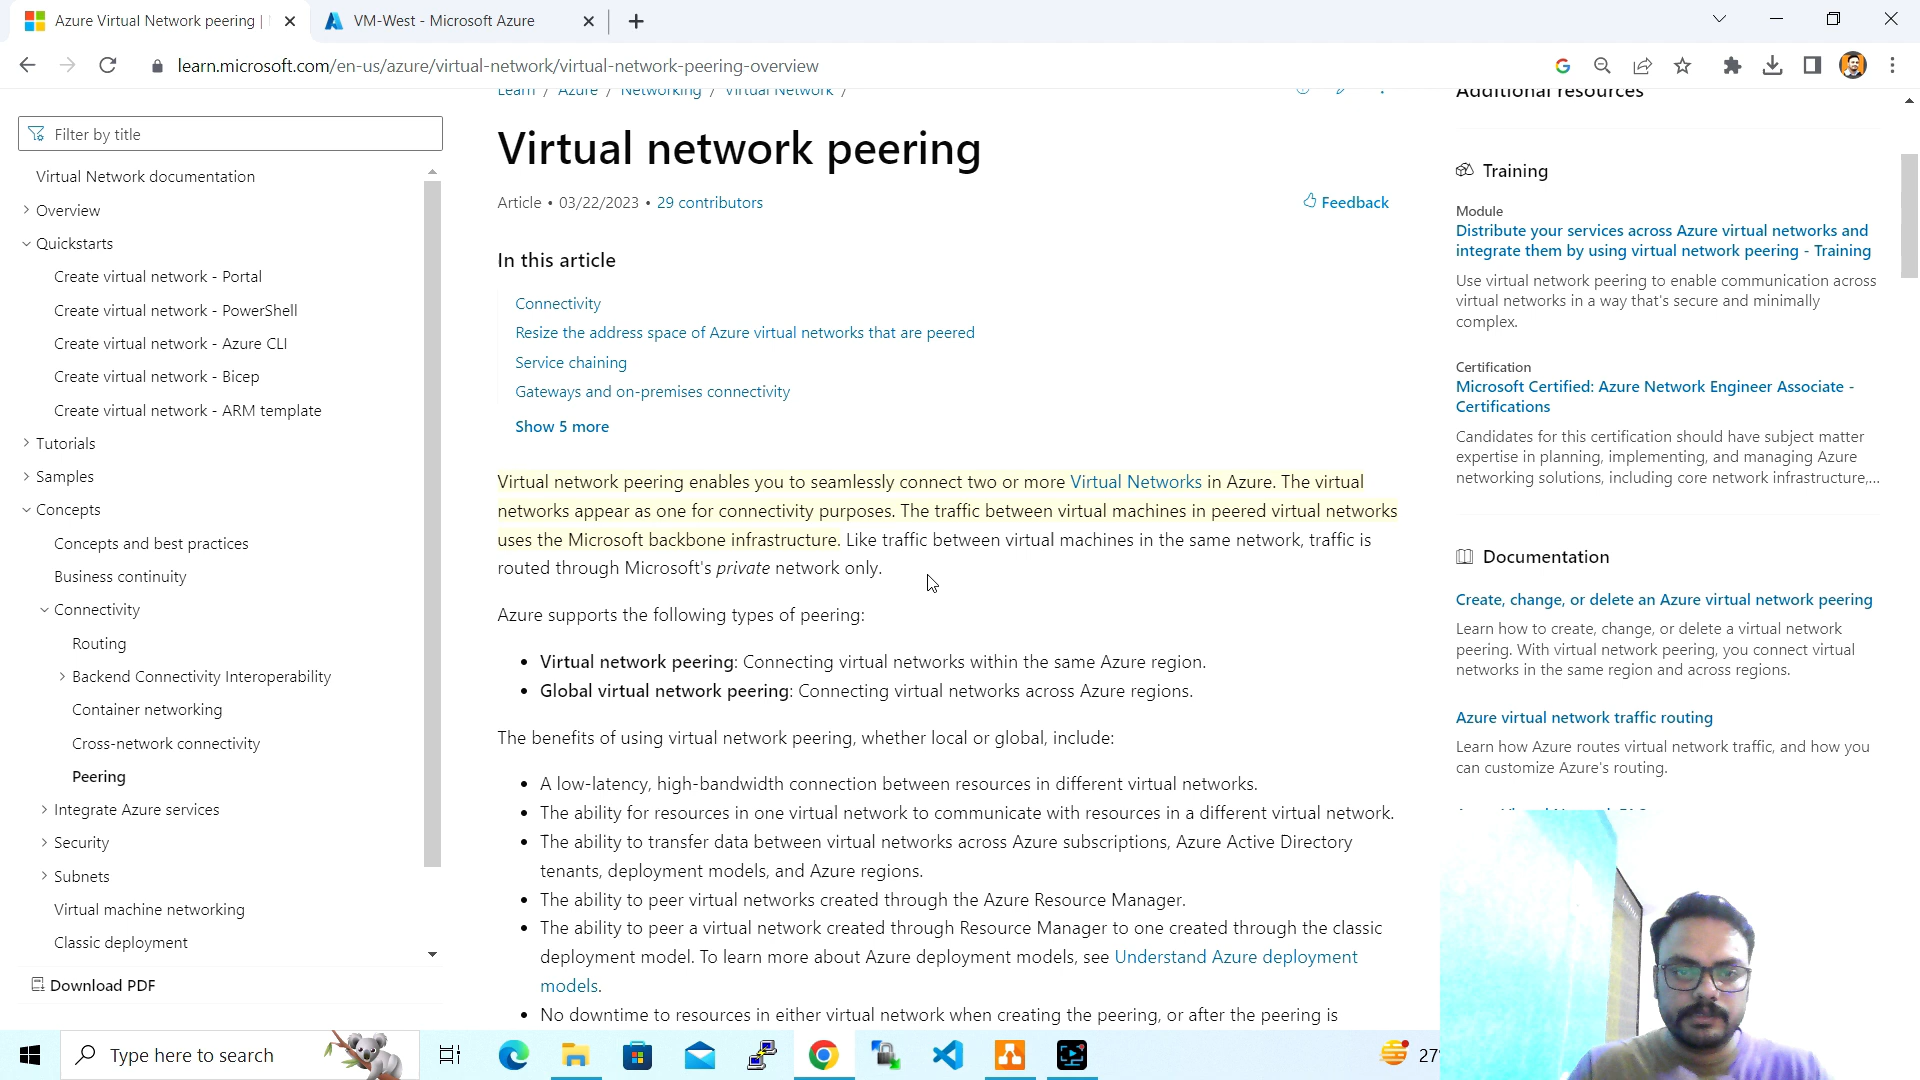 Azure Virtual Network peering |
VM-West - Microsoft Azure
learn.microsoft.com/en-us/azure/virtual-network/virtual-network-peering-overview
Learn / Azure / Networking / Virtual Network /
Additional resources
Filter by title
Virtual Network documentation
Overview
Quickstarts
Create virtual network - Portal
Create virtual network - PowerShell
Create virtual network - Azure CLI
Create virtual network - Bicep
Create virtual network - ARM template
Tutorials
Samples
Concepts
Concepts and best practices
Business continuity
Connectivity
Routing
Backend Connectivity Interoperability
Container networking
Cross-network connectivity
Peering
Integrate Azure services
Security
Subnets
Virtual machine networking
Classic deployment
Download PDF
Virtual network peering
Article • 03/22/2023 • 29 contributors
Feedback
In this article
Connectivity
Resize the address space of Azure virtual networks that are peered
Service chaining
Gateways and on-premises connectivity
Show 5 more
Virtual network peering enables you to seamlessly connect two or more Virtual Networks in Azure. The virtual
networks appear as one for connectivity purposes. The traffic between virtual machines in peered virtual networks
uses the Microsoft backbone infrastructure. Like traffic between virtual machines in the same network, traffic is
routed through Microsoft's private network only.
Azure supports the following types of peering:
• Virtual network peering: Connecting virtual networks within the same Azure region.
• Global virtual network peering: Connecting virtual networks across Azure regions.
The benefits of using virtual network peering, whether local or global, include:
• A low-latency, high-bandwidth connection between resources in different virtual networks.
• The ability for resources in one virtual network to communicate with resources in a different virtual network.
• The ability to transfer data between virtual networks across Azure subscriptions, Azure Active Directory
tenants, deployment models, and Azure regions.
• The ability to peer virtual networks created through the Azure Resource Manager.
• The ability to peer a virtual network created through Resource Manager to one created through the classic
deployment model. To learn more about Azure deployment models, see Understand Azure deployment
models.
• No downtime to resources in either virtual network when creating the peering, or after the peering is
Training
Module
Distribute your services across Azure virtual networks and
integrate them by using virtual network peering - Training
Use virtual network peering to enable communication across
virtual networks in a way that's secure and minimally
complex.
Certification
Microsoft Certified: Azure Network Engineer Associate -
Certifications
Candidates for this certification should have subject matter
expertise in planning, implementing, and managing Azure
networking solutions, including core network infrastructure,...
Documentation
Create, change, or delete an Azure virtual network peering
Learn how to create, change, or delete a virtual network
peering. With virtual network peering, you connect virtual
networks in the same region and across regions.
Azure virtual network traffic routing
Learn how Azure routes virtual network traffic, and how you
can customize Azure's routing.
Type here to search
27°